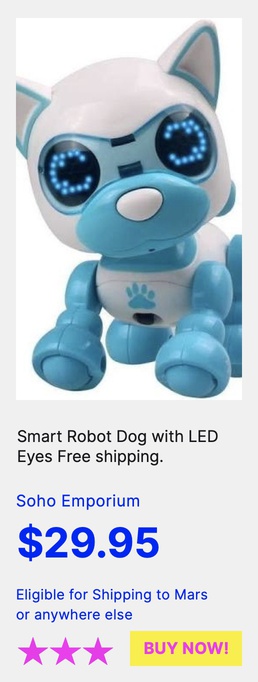 Smart Robot Dog with LED
Eyes Free shipping.
Soho Emporium
$29.95
Eligible for Shipping to Mars
or anywhere else
BUY NOW!